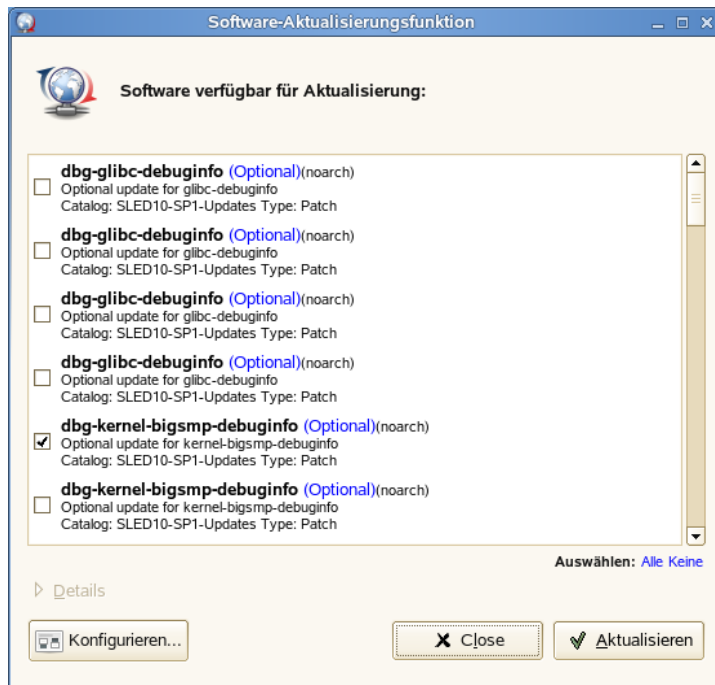 Software-Aktualisierungsfunktion
Software verfügbar für Aktualisierung:
dbg-glibc-debuginfo (Optional)(noarch)
Optional update for glibc-debuginfo
Catalog: SLED10-SP1-Updates Type: Patch
dbg-glibc-debuginfo (Optional)(noarch)
Optional update for glibc-debuginfo
Catalog: SLED10-SP1-Updates Type: Patch
dbg-glibc-debuginfo (Optional)(noarch)
Optional update for glibc-debuginfo
Catalog: SLED10-SP1-Updates Type: Patch
dbg-glibc-debuginfo (Optional)(noarch)
Optional update for glibc-debuginfo
Catalog: SLED10-SP1-Updates Type: Patch
dbg-kernel-bigsmp-debuginfo (Optional)(noarch)
Optional update for kernel-bigsmp-debuginfo
Catalog: SLED10-SP1-Updates Type: Patch
dbg-kernel-bigsmp-debuginfo (Optional)(noarch)
Optional update for kernel-bigsmp-debuginfo
Catalog: SLED10-SP1-Updates Type: Patch
Auswählen: Alle Keine
Details
Konfigurieren... Close Aktualisieren